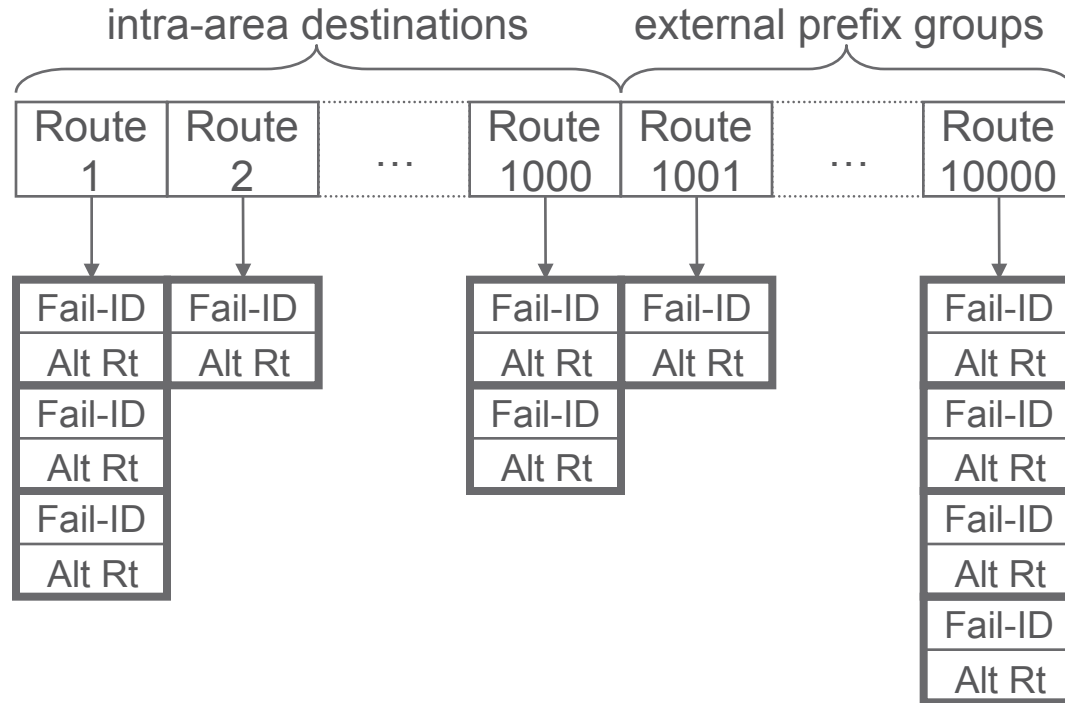 intra-area destinations
external prefix groups
Route
1
Route
2
...
Route
1000
Route
1001
...
Route
10000
Fail-ID
Alt Rt
Fail-ID
Alt Rt
Fail-ID
Alt Rt
Fail-ID
Alt Rt
Fail-ID
Alt Rt
Fail-ID
Alt Rt
Fail-ID
Alt Rt
Fail-ID
Alt Rt
Fail-ID
Alt Rt
Fail-ID
Alt Rt
Fail-ID
Alt Rt